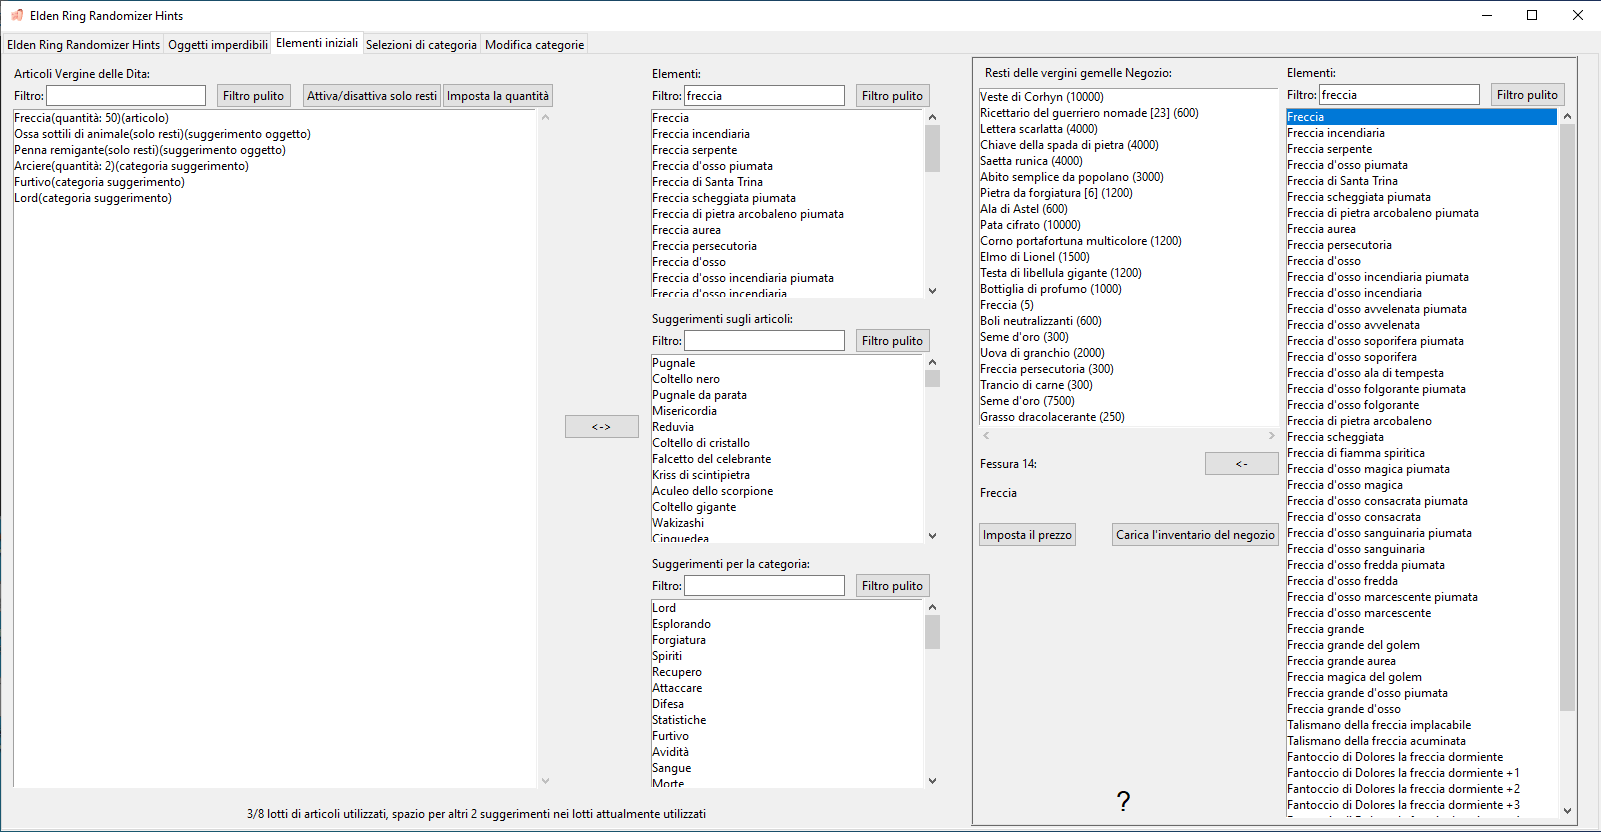 Elden Ring Randomizer Hints
Elden Ring Randomizer Hints Oggetti imperdibili Elementi iniziali Selezioni di categoria Modifica categorie
Articoli Vergine delle Dita:
Filtro:
Filtro pulito
Attiva/disattiva solo resti
Imposta la quantità
Freccia(quantità: 50)(articolo)
Ossa sottili di animale(solo resti)(suggerimento oggetto)
Penna remigante(solo resti)(suggerimento oggetto)
Arciere(quantità: 2)(categoria suggerimento)
Furtivo(categoria suggerimento)
Lord(categoria suggerimento)
<->
Elementi:
Filtro: freccia
Filtro pulito
Freccia
Freccia incendiaria
Freccia serpente
Freccia d'osso piumata
Freccia di Santa Trina
Freccia scheggiata piumata
Freccia di pietra arcobaleno piumata
Freccia aurea
Freccia persecutoria
Freccia d'osso
Freccia d'osso incendiaria piumata
Freccia d'osso incendiaria
Suggerimenti sugli articoli:
Filtro:
Filtro pulito
Pugnale
Coltello nero
Pugnale da parata
Misericordia
Reduvia
Coltello di cristallo
Falcetto del celebrante
Kriss di scintipietra
Aculeo dello scorpione
Coltello gigante
Wakizashi
Cinquedea
Suggerimenti per la categoria:
Filtro:
Filtro pulito
Lord
Esplorando
Forgiatura
Spiriti
Recupero
Attaccare
Difesa
Statistiche
Furtivo
Avidità
Sangue
Morte
3/8 lotti di articoli utilizzati, spazio per altri 2 suggerimenti nei lotti attualmente utilizzati
Resti delle vergini gemelle Negozio:
Veste di Corhyn (10000)
Ricettario del guerriero nomade [23] (600)
Lettera scarlatta (4000)
Chiave della spada di pietra (4000)
Saetta runica (4000)
Abito semplice da popolano (3000)
Pietra da forgiatura [6] (1200)
Ala di Astel (600)
Pata cifrato (10000)
Corno portafortuna multicolore (1200)
Elmo di Lionel (1500)
Testa di libellula gigante (1200)
Bottiglia di profumo (1000)
Freccia (5)
Boli neutralizzanti (600)
Seme d'oro (300)
Uova di granchio (2000)
Freccia persecutoria (300)
Trancio di carne (300)
Seme d'oro (7500)
Grasso dracolacerante (250)
Fessura 14:
<-
Freccia
Imposta il prezzo
Carica l'inventario del negozio
?
Elementi:
Filtro: freccia
Filtro pulito
Freccia
Freccia incendiaria
Freccia serpente
Freccia d'osso piumata
Freccia di Santa Trina
Freccia scheggiata piumata
Freccia di pietra arcobaleno piumata
Freccia aurea
Freccia persecutoria
Freccia d'osso
Freccia d'osso incendiaria piumata
Freccia d'osso incendiaria
Freccia d'osso avvelenata piumata
Freccia d'osso avvelenata
Freccia d'osso soporifera piumata
Freccia d'osso soporifera
Freccia d'osso ala di tempesta
Freccia d'osso folgorante piumata
Freccia d'osso folgorante
Freccia di pietra arcobaleno
Freccia scheggiata
Freccia di fiamma spiritica
Freccia d'osso magica piumata
Freccia d'osso magica
Freccia d'osso consacrata piumata
Freccia d'osso consacrata
Freccia d'osso sanguinaria piumata
Freccia d'osso sanguinaria
Freccia d'osso fredda piumata
Freccia d'osso fredda
Freccia d'osso marcescente piumata
Freccia d'osso marcescente
Freccia grande
Freccia grande del golem
Freccia grande aurea
Freccia magica del golem
Freccia grande d'osso piumata
Freccia grande d'osso
Talismano della freccia implacabile
Talismano della freccia acuminata
Fantoccio di Dolores la freccia dormiente
Fantoccio di Dolores la freccia dormiente +1
Fantoccio di Dolores la freccia dormiente +2
Fantoccio di Dolores la freccia dormiente +3